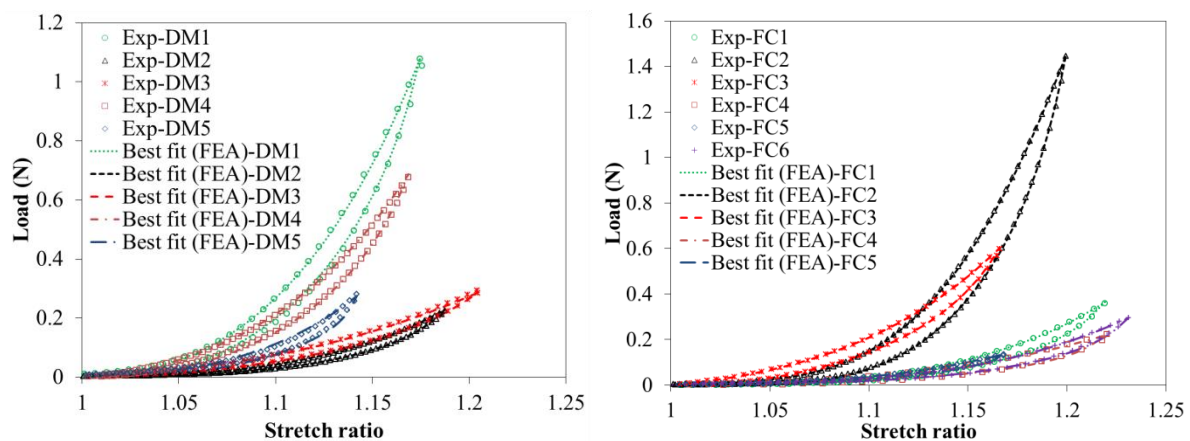 1.2
1
0.8
0.6
0.4
0.2
0
Load (N)
Exp-DM1
Exp-DM2
Exp-DM3
Exp-DM4
Exp-DM5
Best fit (FEA)-DM1
Best fit (FEA)-DM2
Best fit (FEA)-DM3
Best fit (FEA)-DM4
Best fit (FEA)-DM5
1 1.05 1.1 1.15 1.2 1.25
Stretch ratio
1.6
1.4
1.2
1
0.8
0.6
0.4
0.2
0
Load (N)
Exp-FC1
Exp-FC2
Exp-FC3
Exp-FC4
Exp-FC5
Exp-FC6
Best fit (FEA)-FC1
Best fit (FEA)-FC2
Best fit (FEA)-FC3
Best fit (FEA)-FC4
Best fit (FEA)-FC5
1 1.05 1.1 1.15 1.2 1.25
Stretch ratio